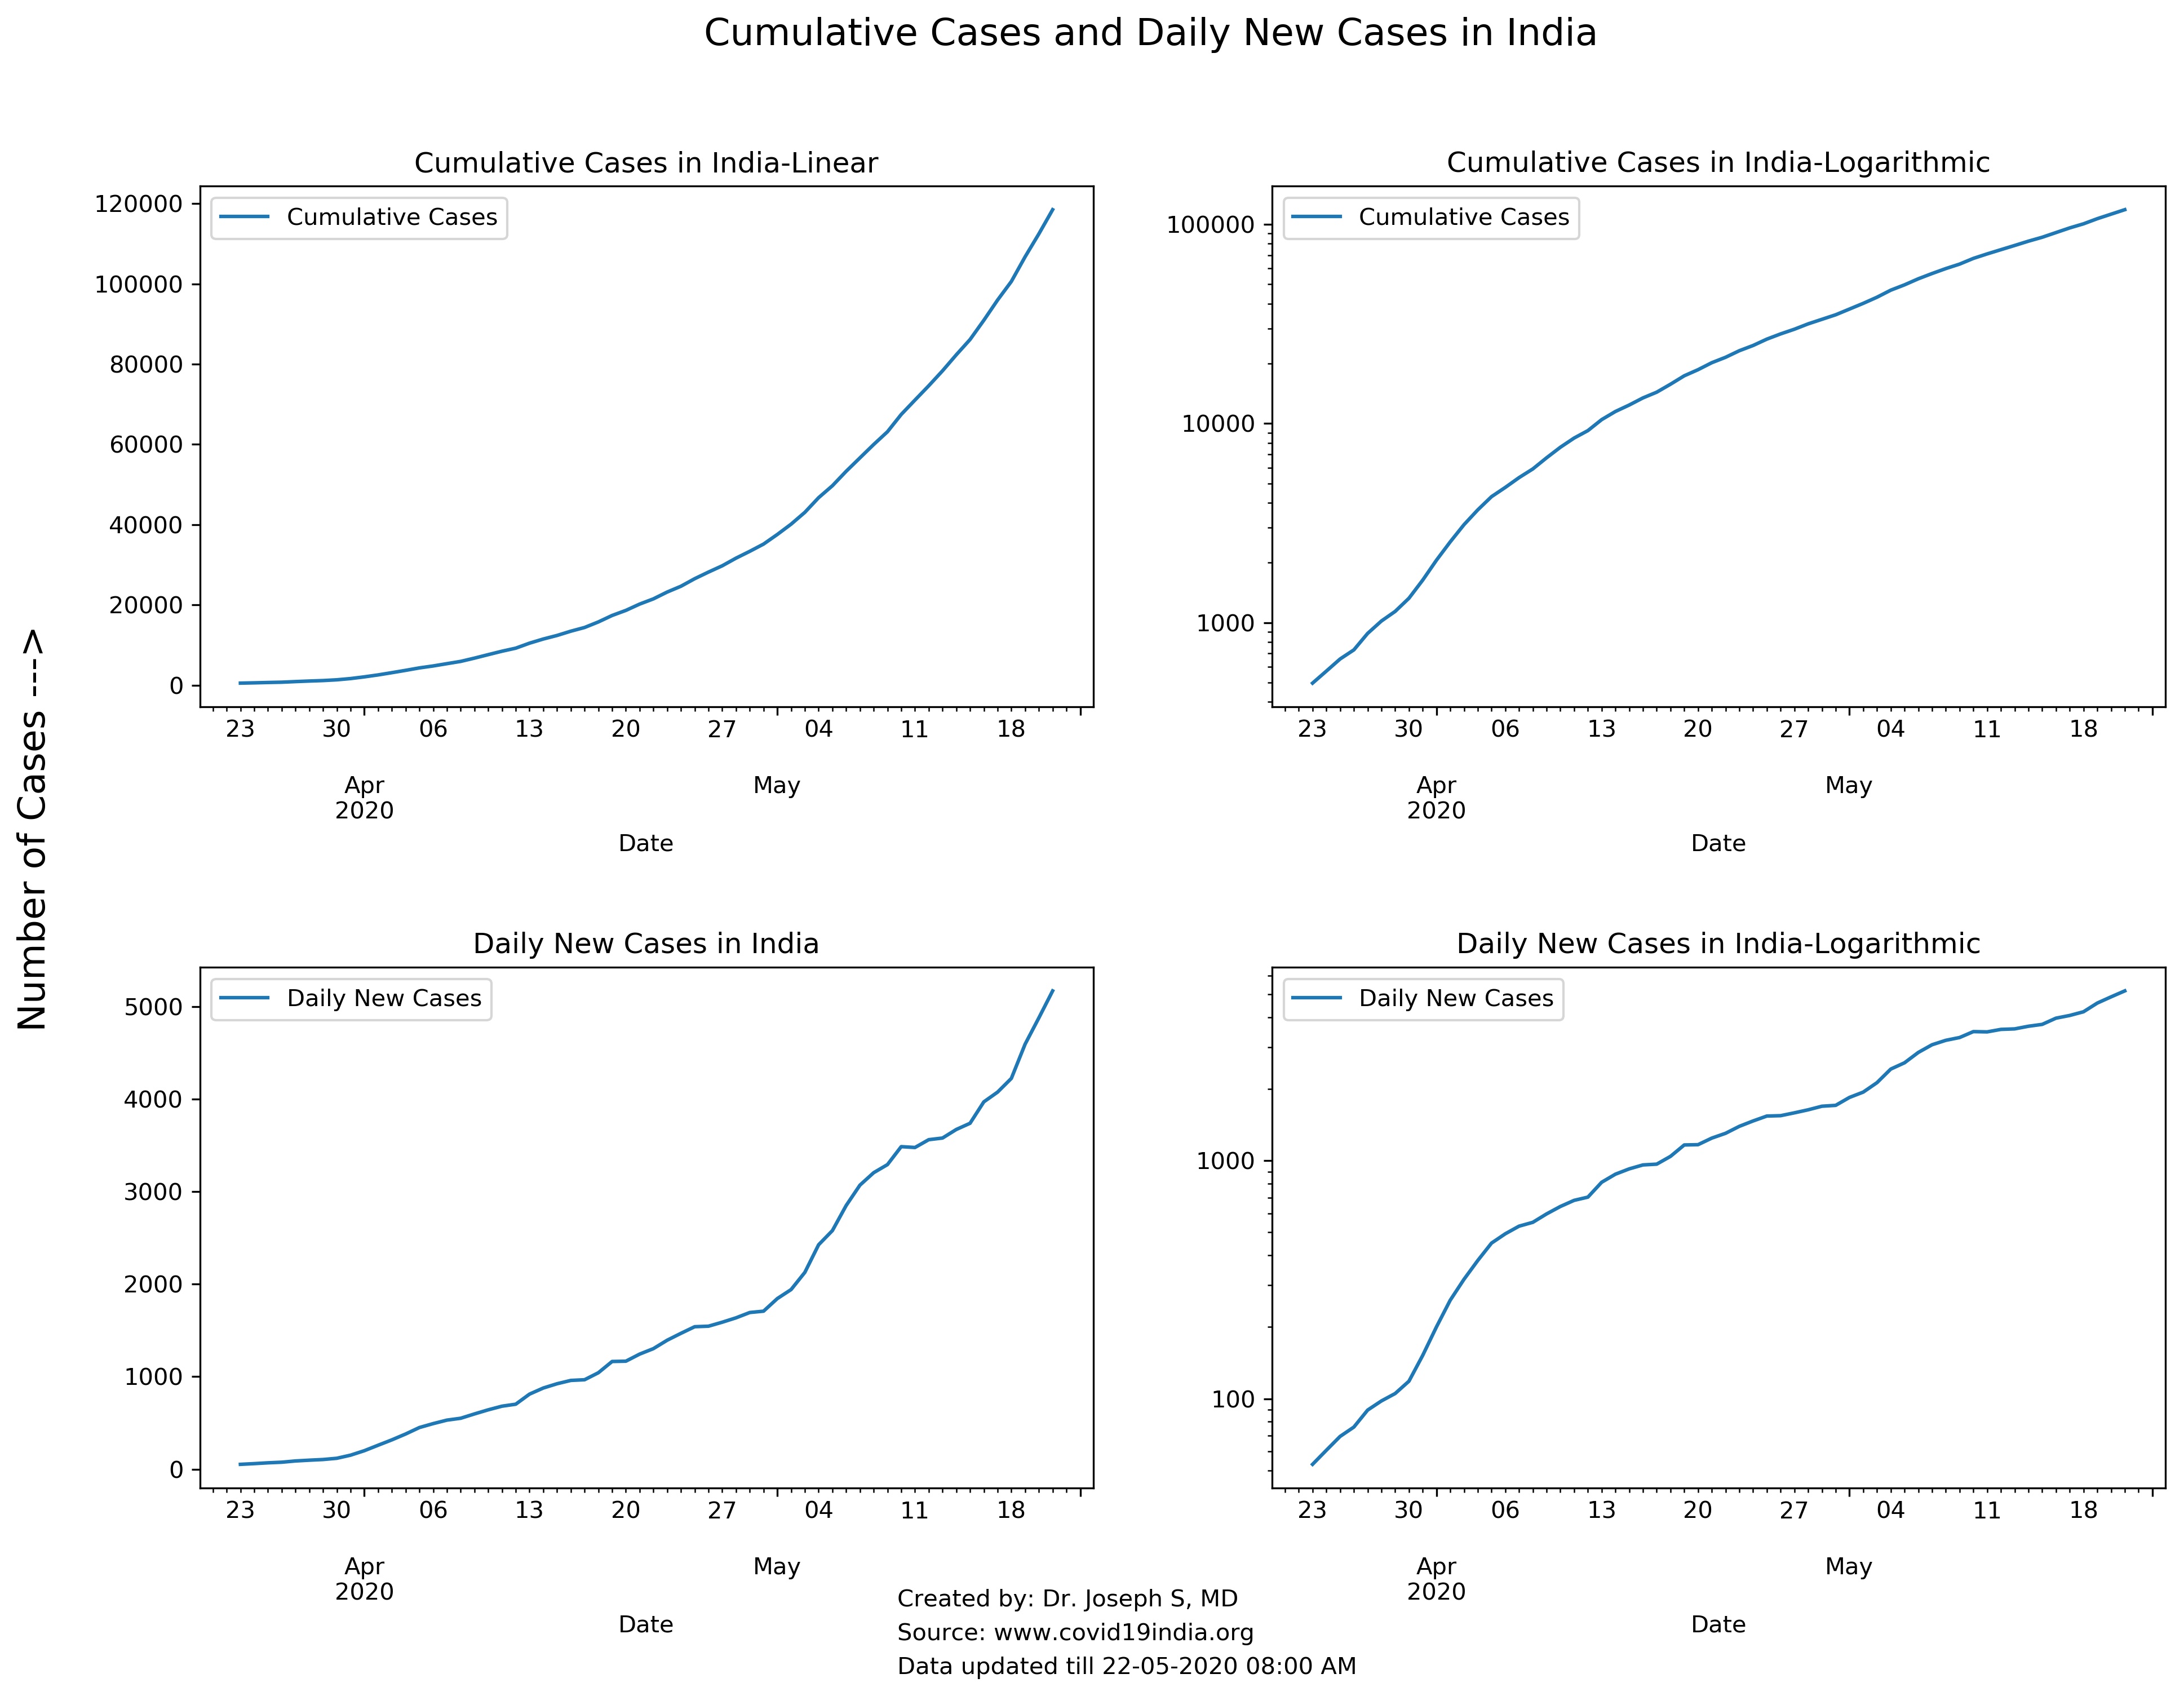 Cumulative Cases and Daily New Cases in India
Number of Cases --->
Cumulative Cases in India-Linear
Cumulative Cases
120000
100000
80000
60000
40000
20000
0
23 30 06 13 20 27 04 11 18
Apr May
2020
Date
Cumulative Cases in India-Logarithmic
Cumulative Cases
100000
10000
1000
23 30 06 13 20 27 04 11 18
Apr May
2020
Date
Daily New Cases in India
Daily New Cases
5000
4000
3000
2000
1000
0
23 30 06 13 20 27 04 11 18
Apr May
2020
Date
Daily New Cases in India-Logarithmic
Daily New Cases
1000
100
23 30 06 13 20 27 04 11 18
Apr May
2020
Date
Created by: Dr. Joseph S, MD
Source: www.covid19india.org
Data updated till 22-05-2020 08:00 AM